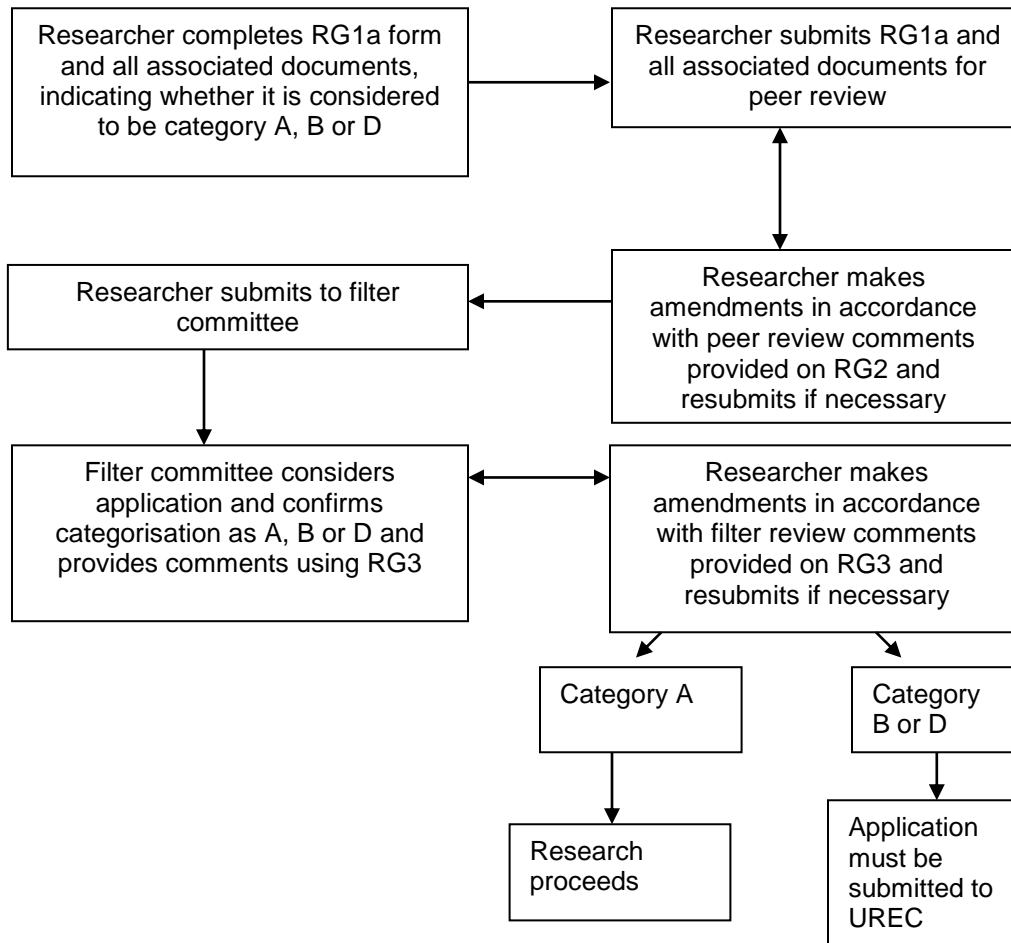 Researcher completes RG1a form
and all associated documents,
indicating whether it is considered
to be category A, B or D
Researcher submits RG1a and
all associated documents for
peer review
Researcher makes
amendments in accordance
with peer review comments
provided on RG2 and
resubmits if necessary
Researcher submits to filter
committee
Filter committee considers
application and confirms
categorisation as A, B or D and
provides comments using RG3
Researcher makes
amendments in accordance
with filter review comments
provided on RG3 and
resubmits if necessary
Category A
Category
B or D
Research
proceeds
Application
must be
submitted to
UREC